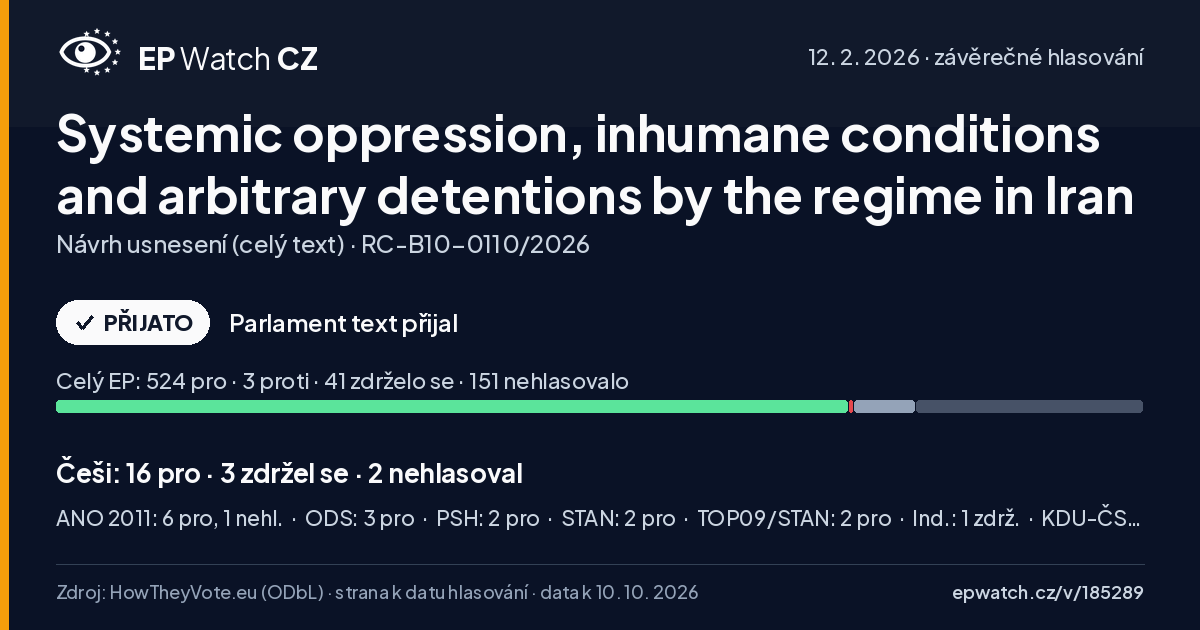 EP Watch CZ
12. 2. 2026 · závěrečné hlasování
Systemic oppression, inhumane conditions
and arbitrary detentions by the regime in Iran
Návrh usnesení (celý text) · RC-B10-0110/2026
✓ PŘIJATO
Parlament text přijal
Celý EP: 524 pro · 3 proti · 41 zdrželo se · 151 nehlasovalo
Češi: 16 pro · 3 zdržel se · 2 nehlasoval
ANO 2011: 6 pro, 1 nehl. · ODS: 3 pro · PSH: 2 pro · STAN: 2 pro · TOP09/STAN: 2 pro · Ind.: 1 zdrž. · KDU-ČS…
Zdroj: HowTheyVote.eu (ODbL) · strana k datu hlasování · data k 10. 10. 2026
epwatch.cz/v/185289